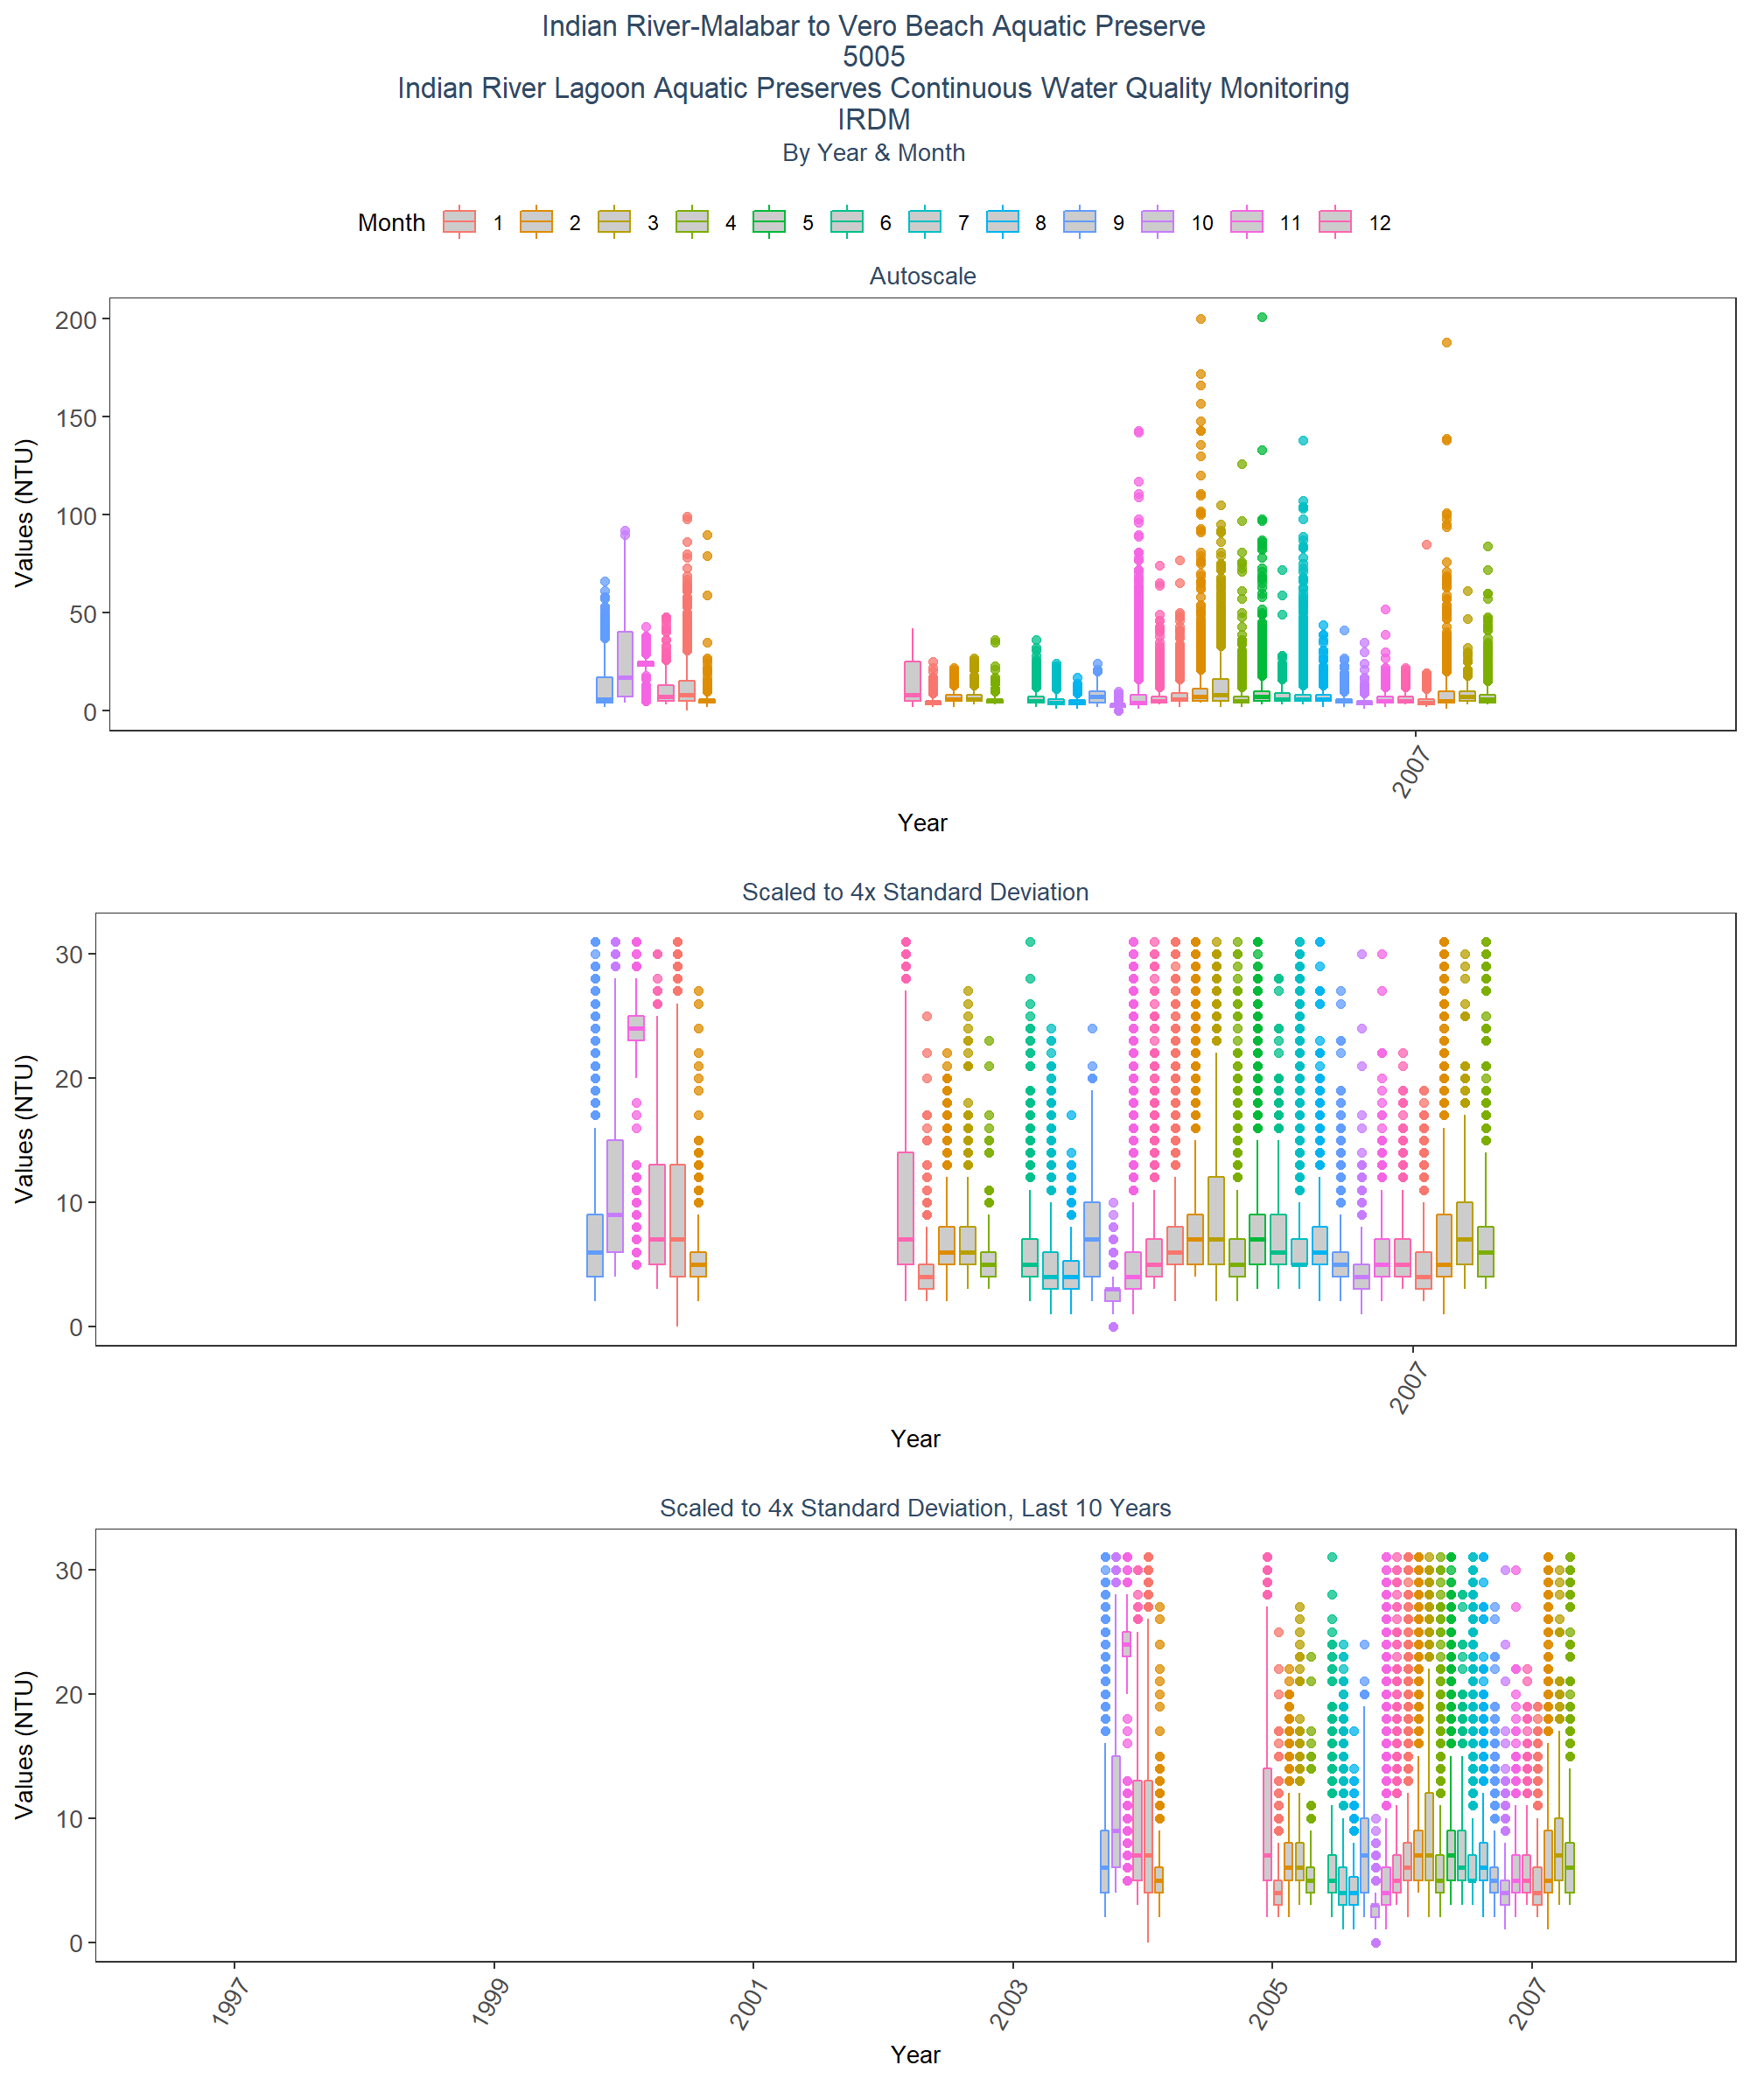 Indian River-Malabar to Vero Beach Aquatic Preserve
5005
Indian River Lagoon Aquatic Preserves Continuous Water Quality Monitoring
IRDM
By Year & Month
Month 1 2 3 4 5 6 7 8 9 10 11 12
Autoscale
Values (NTU)
200
150
100
50
0
2007
Year
Scaled to 4x Standard Deviation
Values (NTU)
30
20
10
0
2007
Year
Scaled to 4x Standard Deviation, Last 10 Years
Values (NTU)
30
20
10
0
1997 1999 2001 2003 2005 2007
Year